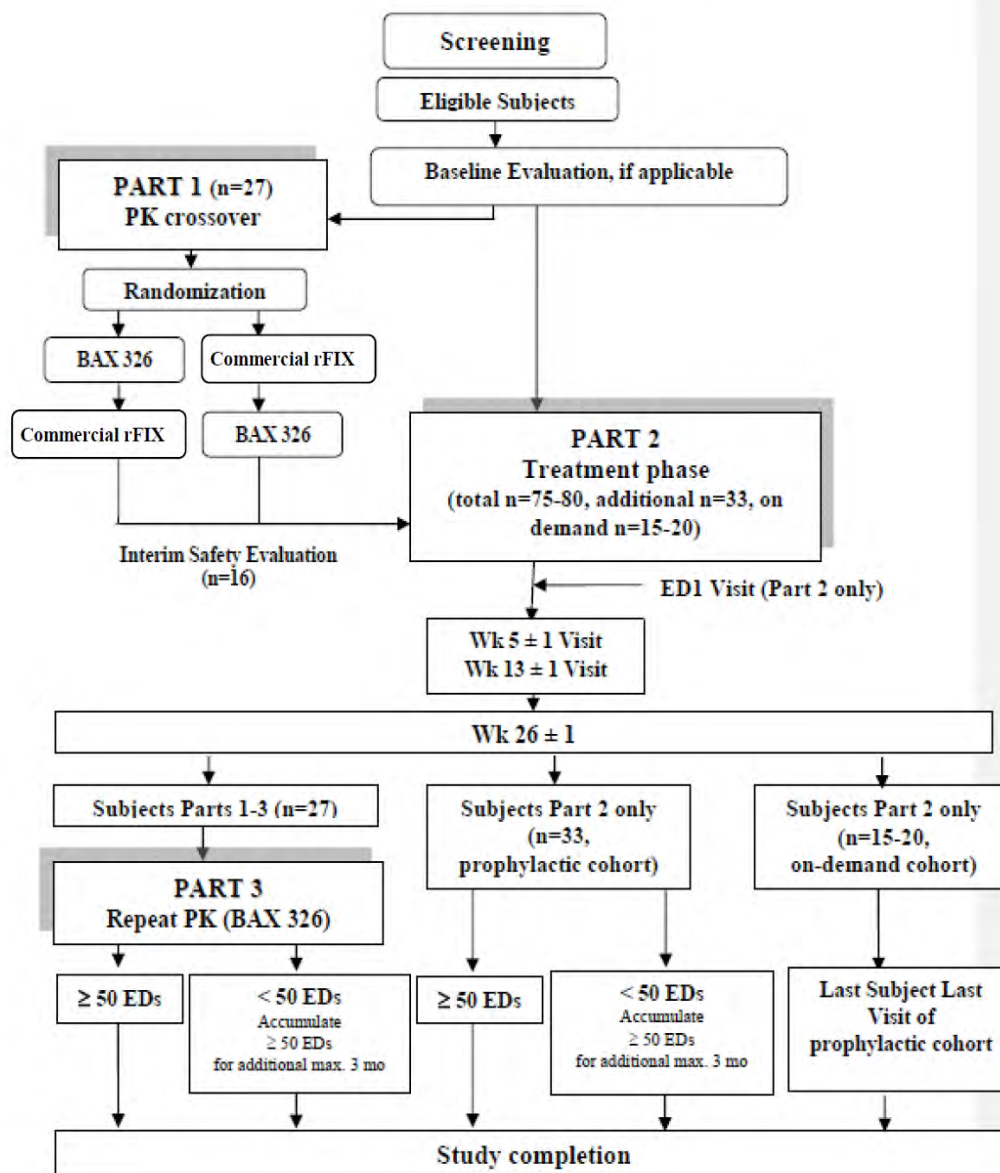 Screening
Eligible Subjects
Baseline Evaluation, if applicable
PART 1 (n=27)
PK crossover
Randomization
BAX 326
Commercial rFIX
Commercial rFIX
BAX 326
PART 2
Treatment phase
(total n=75-80, additional n=33, on
demand n=15-20)
Interim Safety Evaluation
(n=16)
ED1 Visit (Part 2 only)
Wk 5 ± 1 Visit
Wk 13 ± 1 Visit
Wk 26 ± 1
Subjects Parts 1-3 (n=27)
Subjects Part 2 only
(n=33,
prophylactic cohort)
Subjects Part 2 only
(n=15-20,
on-demand cohort)
PART 3
Repeat PK (BAX 326)
≥ 50 EDs
< 50 EDs
Accumulate
≥ 50 EDs
for additional max. 3 mo
≥ 50 EDs
< 50 EDs
Accumulate
≥ 50 EDs
for additional max. 3 mo
Last Subject Last
Visit of
prophylactic cohort
Study completion